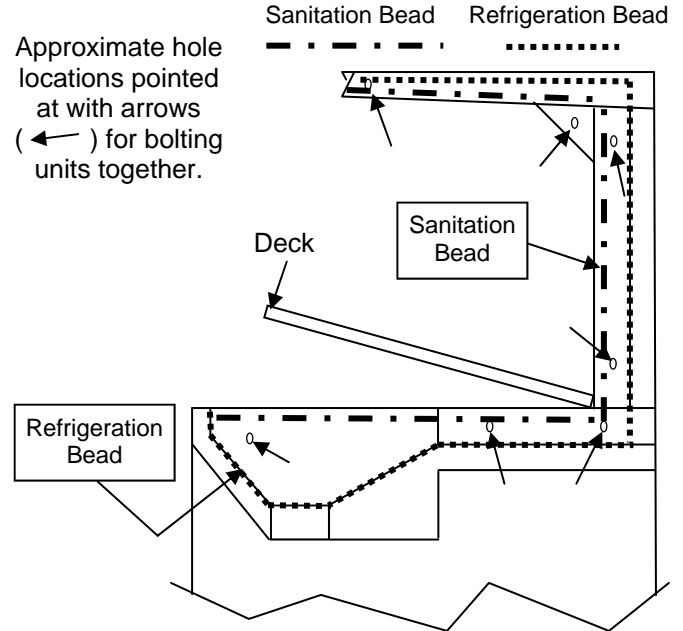 Sanitation Bead
Refrigeration Bead
Approximate hole
locations pointed
at with arrows
( ← ) for bolting
units together.
Sanitation
Bead
Deck
Refrigeration
Bead